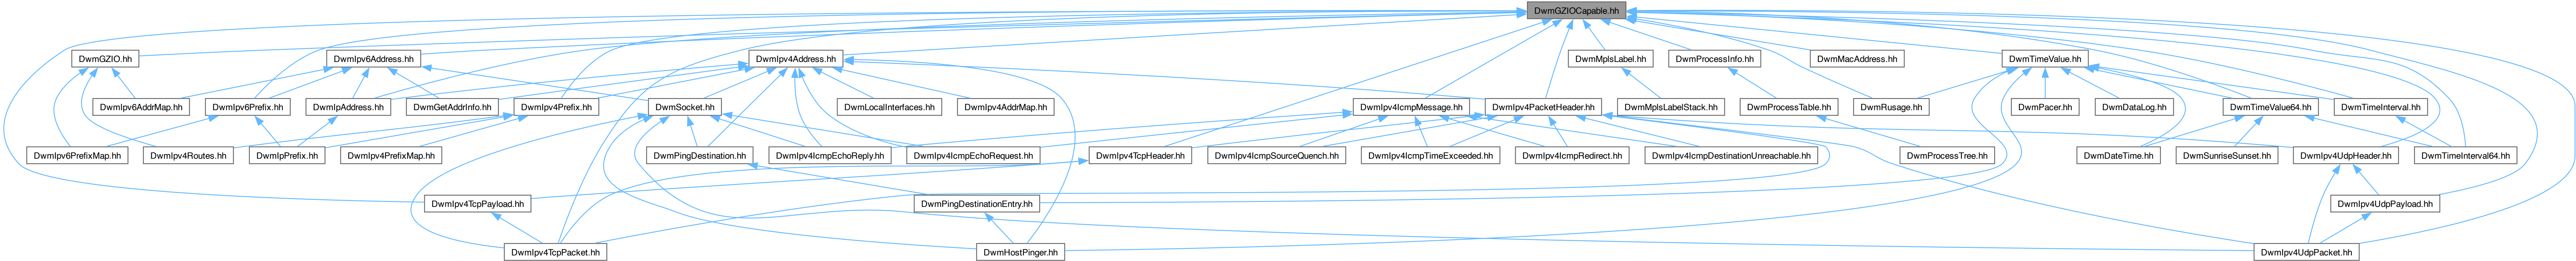 DwmGZIOCapable.hh
DwmGZIO.hh
DwmIpv6Address.hh
DwmIpv4Address.hh
DwmMplsLabel.hh
DwmProcessInfo.hh
DwmMacAddress.hh
DwmTimeValue.hh
DwmIpv6AddrMap.hh
DwmIpv6Prefix.hh
DwmIpAddress.hh
DwmGetAddrInfo.hh
DwmIpv4Prefix.hh
DwmSocket.hh
DwmLocalInterfaces.hh
DwmIpv4AddrMap.hh
DwmIpv4IcmpMessage.hh
DwmIpv4PacketHeader.hh
DwmMplsLabelStack.hh
DwmProcessTable.hh
DwmRusage.hh
DwmPacer.hh
DwmDataLog.hh
DwmTimeValue64.hh
DwmTimeInterval.hh
DwmIpv6PrefixMap.hh
DwmIpv4Routes.hh
DwmIpPrefix.hh
DwmIpv4PrefixMap.hh
DwmPingDestination.hh
DwmIpv4IcmpEchoReply.hh
DwmIpv4IcmpEchoRequest.hh
DwmIpv4TcpHeader.hh
DwmIpv4IcmpSourceQuench.hh
DwmIpv4IcmpTimeExceeded.hh
DwmIpv4IcmpRedirect.hh
DwmIpv4IcmpDestinationUnreachable.hh
DwmProcessTree.hh
DwmDateTime.hh
DwmSunriseSunset.hh
DwmIpv4UdpHeader.hh
DwmTimeInterval64.hh
DwmIpv4TcpPayload.hh
DwmPingDestinationEntry.hh
DwmIpv4UdpPayload.hh
DwmIpv4TcpPacket.hh
DwmHostPinger.hh
DwmIpv4UdpPacket.hh